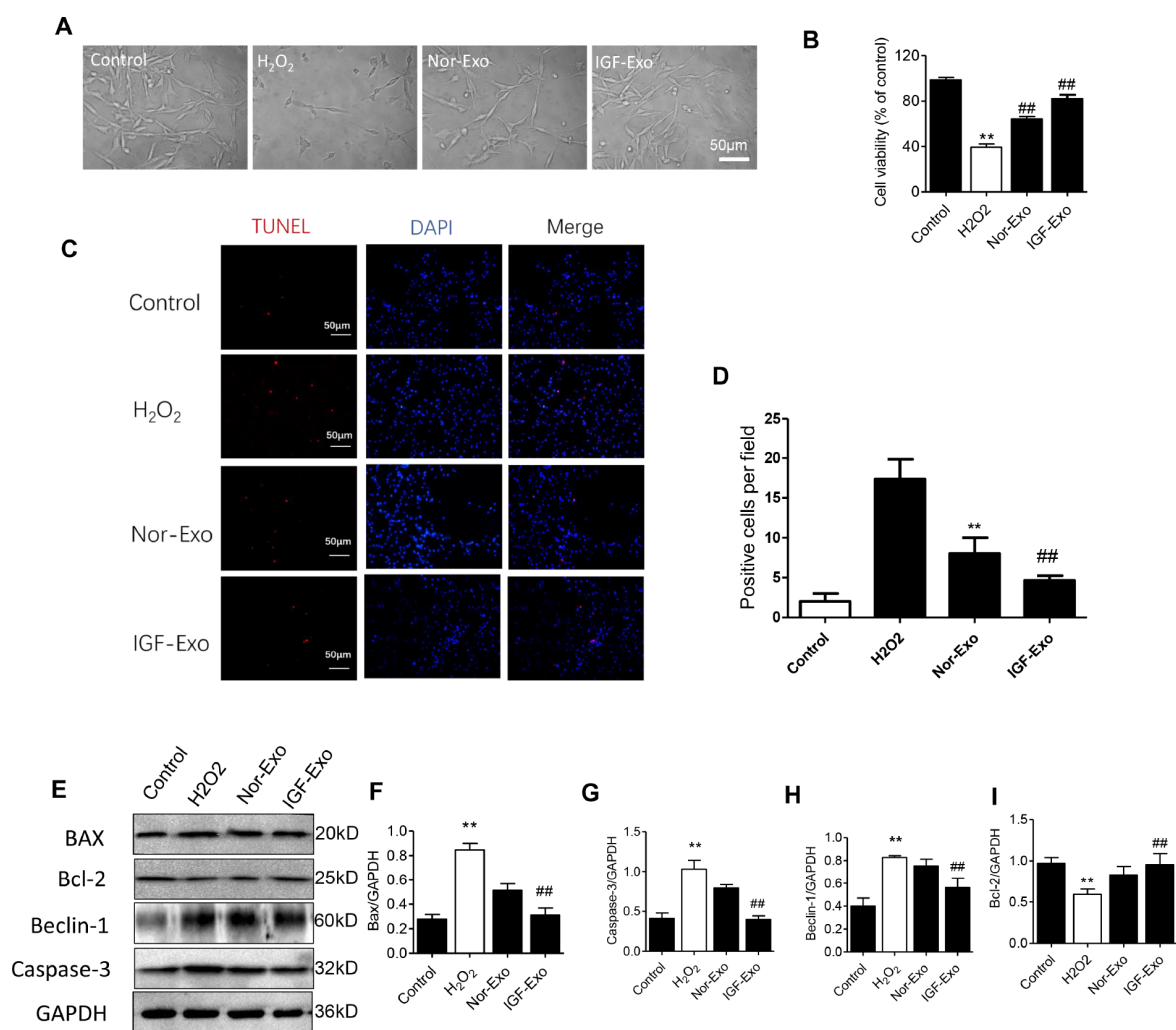 A
Control
H₂O₂
Nor-Exo
IGF-Exo
50μm
B
Cell viability (% of control)
120
80
40
0
**
##
##
Control
H2O2
Nor-Exo
IGF-Exo
C
TUNEL
DAPI
Merge
Control
50μm
H₂O₂
50μm
Nor-Exo
50μm
IGF-Exo
50μm
D
Positive cells per field
25
20
15
10
5
0
**
##
Control
H2O2
Nor-Exo
IGF-Exo
E
Control
H2O2
Nor-Exo
IGF-Exo
BAX
20kD
Bcl-2
25kD
Beclin-1
60kD
Caspase-3
32kD
GAPDH
36kD
F
Bax/GAPDH
1.0
0.8
0.6
0.4
0.2
0.0
**
##
Control
H₂O₂
Nor-Exo
IGF-Exo
G
Caspase-3/GAPDH
1.5
1.0
0.5
0.0
**
##
Control
H₂O₂
Nor-Exo
IGF-Exo
H
Beclin-1/GAPDH
1.0
0.8
0.6
0.4
0.2
0.0
**
##
Control
H₂O₂
Nor-Exo
IGF-Exo
I
Bcl-2/GAPDH
1.5
1.0
0.5
0.0
**
##
Control
H2O2
Nor-Exo
IGF-Exo